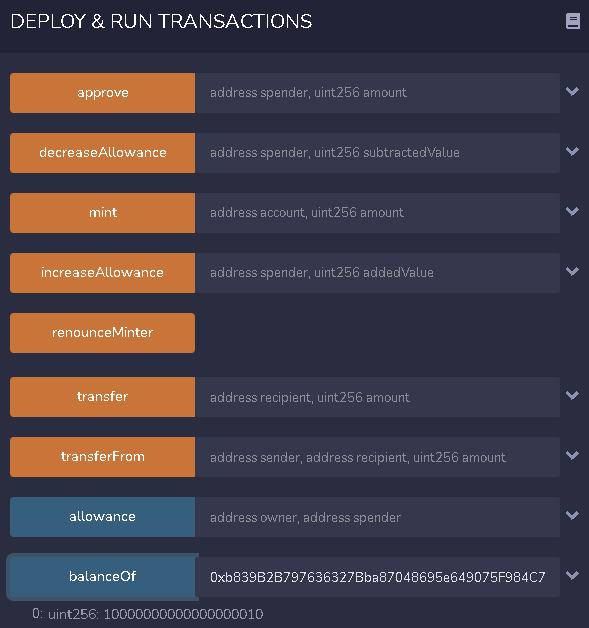 DEPLOY & RUN TRANSACTIONS
approve address spender, uint256 amount
decreaseAllowance address spender, uint256 subtractedValue
mint address account, uint256 amount
increaseAllowance address spender, uint256 addedValue
renounceMinter
transfer address recipient, uint256 amount
transferFrom address sender, address recipient, uint256 amount
allowance address owner, address spender
balanceOf 0xb839B2B797636327Bba87048695e649075F984C7
0: uint256: 10000000000000000010